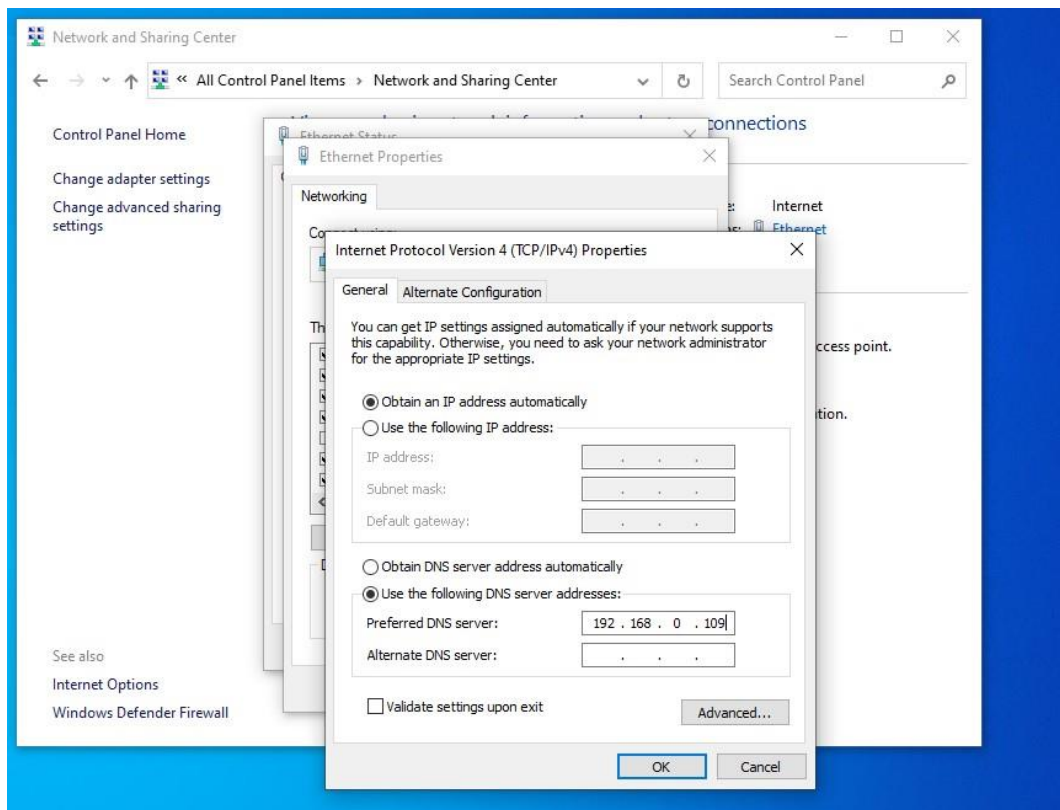 Network and Sharing Center
« All Control Panel Items > Network and Sharing Center
Search Control Panel
Control Panel Home
connections
Ethernet Status
Ethernet Properties
Change adapter settings
Change advanced sharing
settings
Networking
Internet
Ethernet
Internet Protocol Version 4 (TCP/IPv4) Properties
General
Alternate Configuration
You can get IP settings assigned automatically if your network supports
this capability. Otherwise, you need to ask your network administrator
for the appropriate IP settings.
ccess point.
Obtain an IP address automatically
tion.
Use the following IP address:
IP address:
Subnet mask:
Default gateway:
Obtain DNS server address automatically
Use the following DNS server addresses:
Preferred DNS server: 192 . 168 . 0 . 109
Alternate DNS server:
See also
Internet Options
Windows Defender Firewall
Validate settings upon exit
Advanced...
OK
Cancel